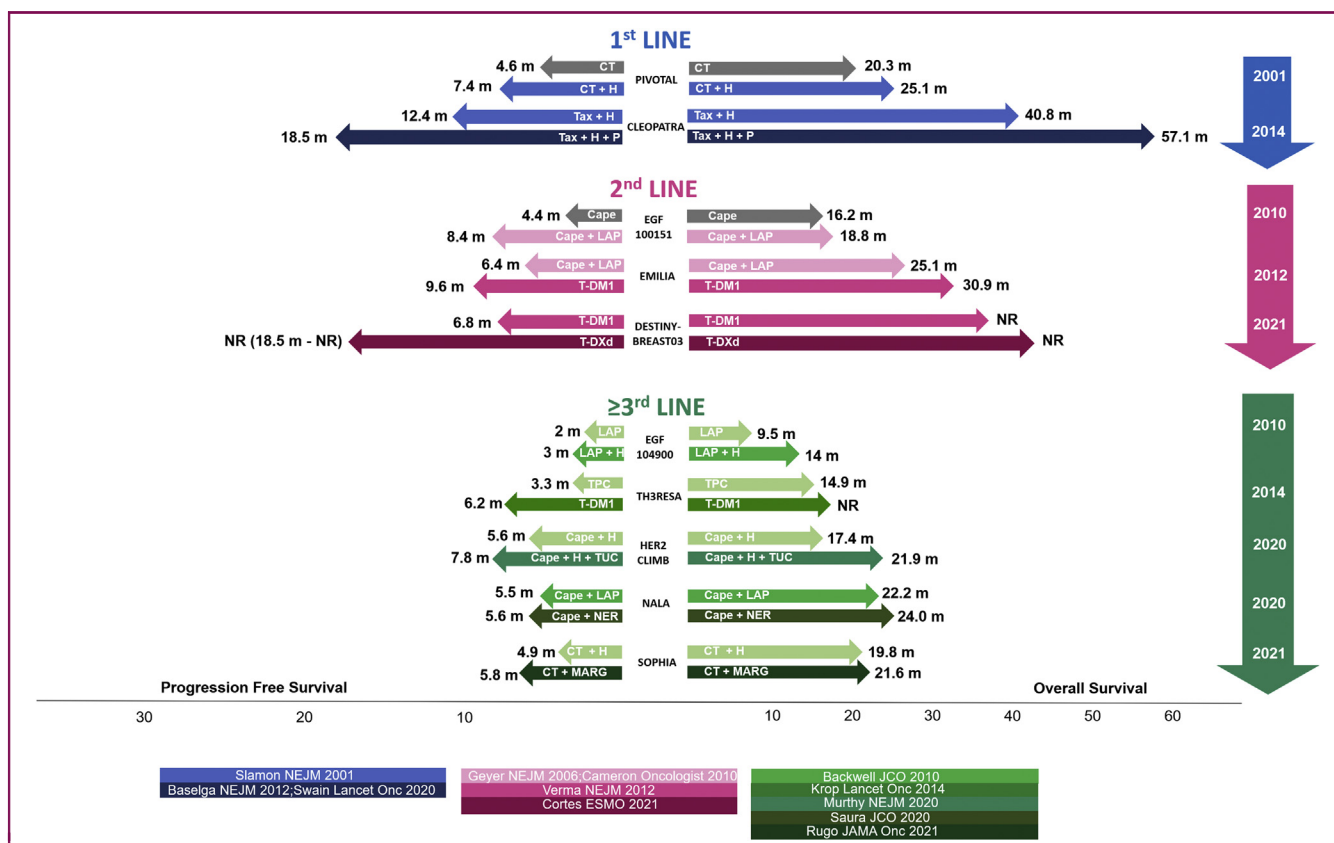 1st LINE
4.6 m CT PIVOTAL CT 20.3 m 2001
7.4 m CT + H CT + H 25.1 m
12.4 m Tax + H CLEOPATRA Tax + H 40.8 m 2014
18.5 m Tax + H + P Tax + H + P 57.1 m
2nd LINE
4.4 m Cape EGF 100151 Cape 16.2 m 2010
8.4 m Cape + LAP Cape + LAP 18.8 m
6.4 m Cape + LAP EMILIA Cape + LAP 25.1 m 2012
9.6 m T-DM1 T-DM1 30.9 m
6.8 m T-DM1 DESTINY- T-DM1 NR 2021
NR (18.5 m - NR) T-DXd BREAST03 T-DXd NR
≥3rd LINE
2 m LAP EGF LAP 9.5 m 2010
3 m LAP + H 104900 LAP + H 14 m
3.3 m TPC TH3RESA TPC 14.9 m 2014
6.2 m T-DM1 T-DM1 NR
5.6 m Cape + H HER2 Cape + H 17.4 m 2020
7.8 m Cape + H + TUC CLIMB Cape + H + TUC 21.9 m
5.5 m Cape + LAP NALA Cape + LAP 22.2 m 2020
5.6 m Cape + NER Cape + NER 24.0 m
4.9 m CT + H SOPHIA CT + H 19.8 m 2021
5.8 m CT + MARG CT + MARG 21.6 m
Progression Free Survival Overall Survival
30 20 10 10 20 30 40 50 60
Slamon NEJM 2001
Baselga NEJM 2012;Swain Lancet Onc 2020
Geyer NEJM 2006;Cameron Oncologist 2010
Verma NEJM 2012
Cortes ESMO 2021
Backwell JCO 2010
Krop Lancet Onc 2014
Murthy NEJM 2020
Saura JCO 2020
Rugo JAMA Onc 2021